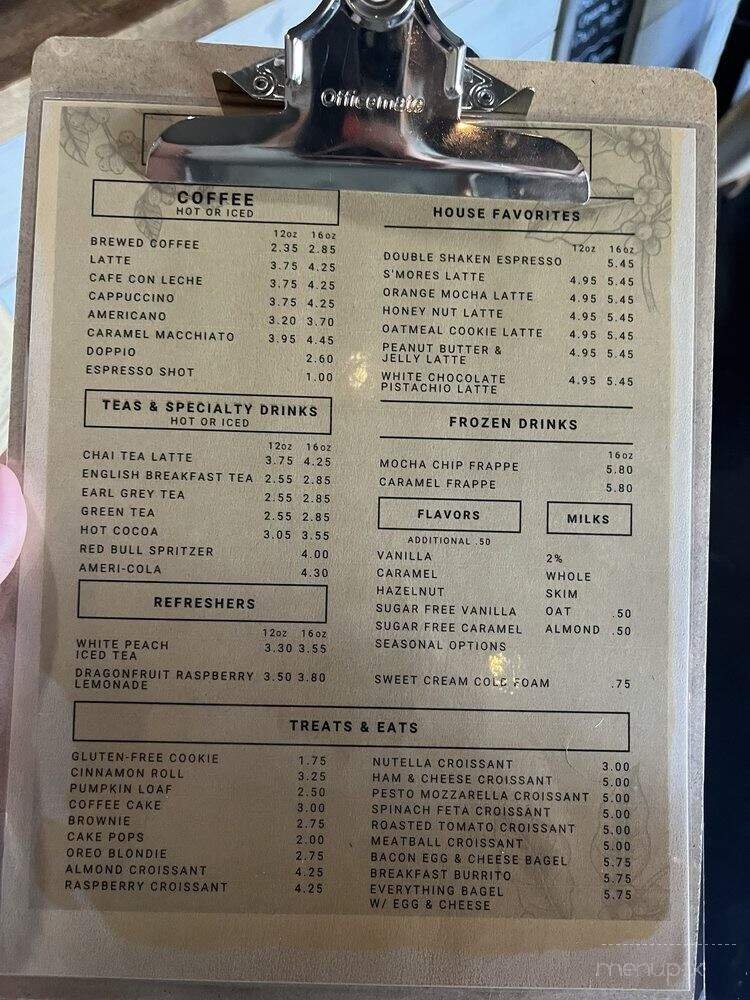 Officemate
COFFEE
HOT OR ICED
12oz 16oz
BREWED COFFEE 2.35 2.85
LATTE 3.75 4.25
CAFE CON LECHE 3.75 4.25
CAPPUCCINO 3.75 4.25
AMERICANO 3.20 3.70
CARAMEL MACCHIATO 3.95 4.45
DOPPIO 2.60
ESPRESSO SHOT 1.00
TEAS & SPECIALTY DRINKS
HOT OR ICED
12oz 16oz
CHAI TEA LATTE 3.75 4.25
ENGLISH BREAKFAST TEA 2.55 2.85
EARL GREY TEA 2.55 2.85
GREEN TEA 2.55 2.85
HOT COCOA 3.05 3.55
RED BULL SPRITZER 4.00
AMERI-COLA 4.30
REFRESHERS
12oz 16oz
WHITE PEACH 3.30 3.55
ICED TEA
DRAGONFRUIT RASPBERRY 3.50 3.80
LEMONADE
HOUSE FAVORITES
12oz 16oz
DOUBLE SHAKEN ESPRESSO 5.45
S'MORES LATTE 4.95 5.45
ORANGE MOCHA LATTE 4.95 5.45
HONEY NUT LATTE 4.95 5.45
OATMEAL COOKIE LATTE 4.95 5.45
PEANUT BUTTER & 4.95 5.45
JELLY LATTE
WHITE CHOCOLATE 4.95 5.45
PISTACHIO LATTE
FROZEN DRINKS
16oz
MOCHA CHIP FRAPPE 5.80
CARAMEL FRAPPE 5.80
FLAVORS
ADDITIONAL .50
VANILLA
CARAMEL
HAZELNUT
SUGAR FREE VANILLA
SUGAR FREE CARAMEL
SEASONAL OPTIONS
MILKS
2%
WHOLE
SKIM
OAT .50
ALMOND .50
SWEET CREAM COLD FOAM .75
TREATS & EATS
GLUTEN-FREE COOKIE 1.75
CINNAMON ROLL 3.25
PUMPKIN LOAF 2.50
COFFEE CAKE 3.00
BROWNIE 2.75
CAKE POPS 2.00
OREO BLONDIE 2.75
ALMOND CROISSANT 4.25
RASPBERRY CROISSANT 4.25
NUTELLA CROISSANT 3.00
HAM & CHEESE CROISSANT 5.00
PESTO MOZZARELLA CROISSANT 5.00
SPINACH FETA CROISSANT 5.00
ROASTED TOMATO CROISSANT 5.00
MEATBALL CROISSANT 5.00
BACON EGG & CHEESE BAGEL 5.75
BREAKFAST BURRITO 5.75
EVERYTHING BAGEL 5.75
W/ EGG & CHEESE
menupix